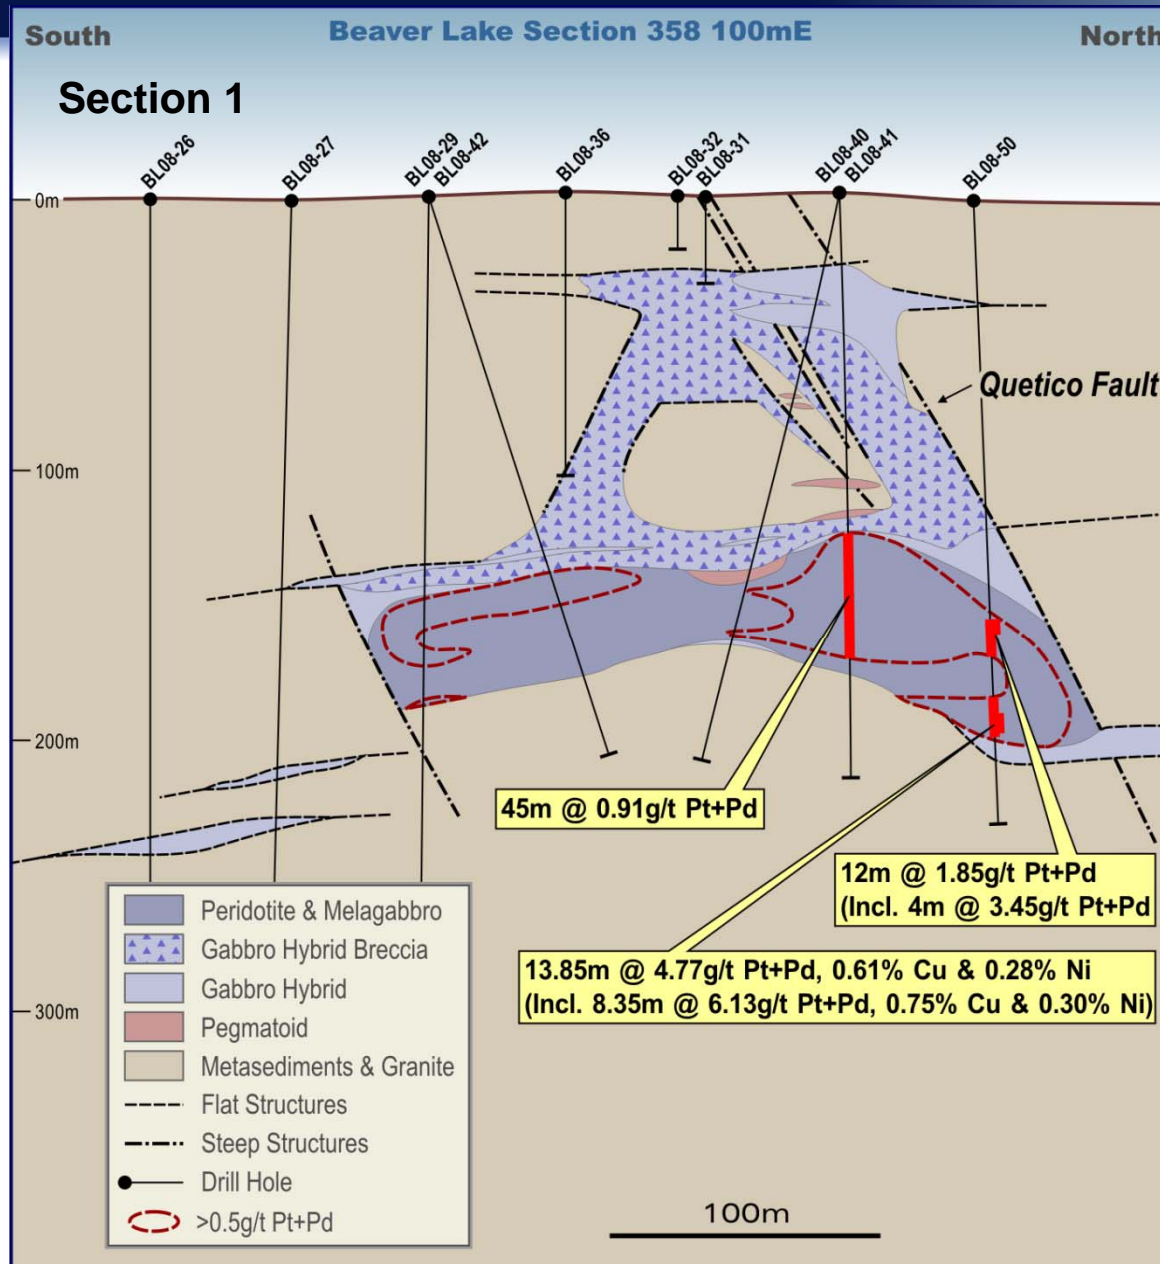 South
Beaver Lake Section 358 100mE
North
Section 1
BL08-26
BL08-27
BL08-29
BL08-42
BL08-36
BL08-32
BL08-31
BL08-40
BL08-41
BL08-50
0m
Quetico Fault
100m
200m
45m @ 0.91g/t Pt+Pd
12m @ 1.85g/t Pt+Pd
(Incl. 4m @ 3.45g/t Pt+Pd
13.85m @ 4.77g/t Pt+Pd, 0.61% Cu & 0.28% Ni
(Incl. 8.35m @ 6.13g/t Pt+Pd, 0.75% Cu & 0.30% Ni)
300m
Peridotite & Melagabbro
Gabbro Hybrid Breccia
Gabbro Hybrid
Pegmatoid
Metasediments & Granite
Flat Structures
Steep Structures
Drill Hole
>0.5g/t Pt+Pd
100m